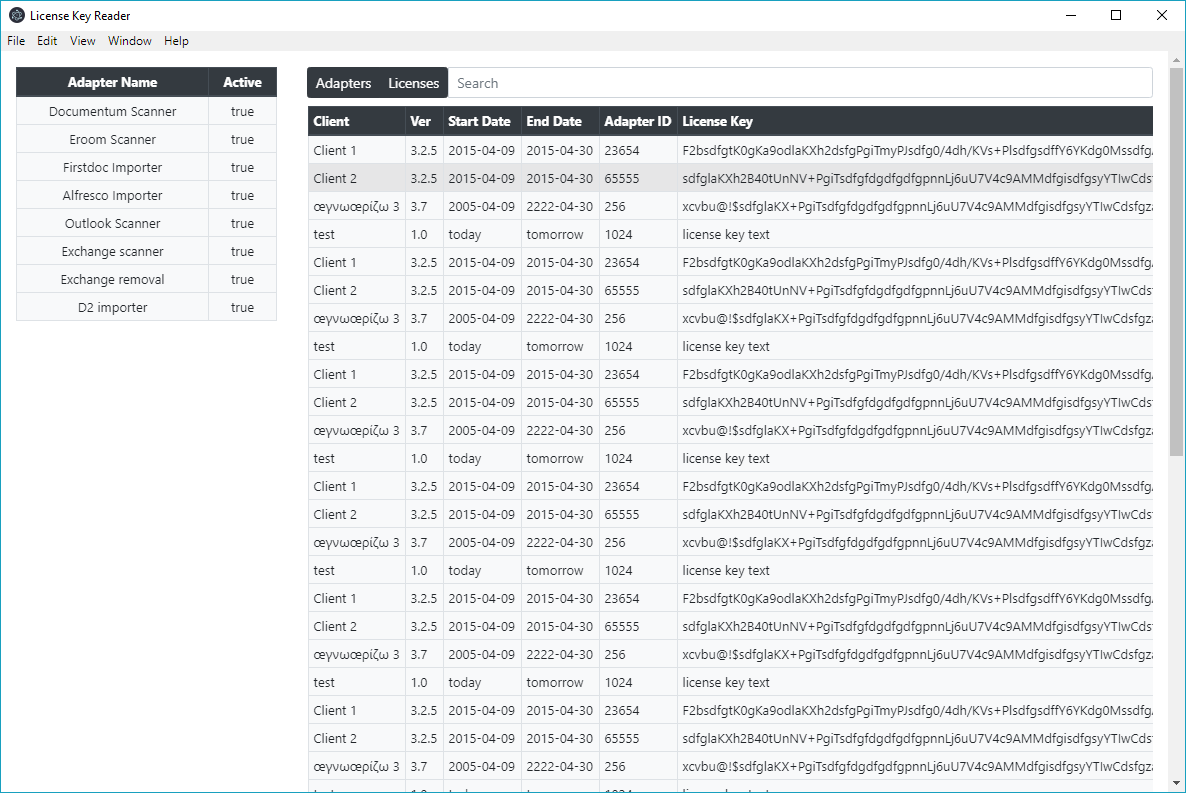 License Key Reader
File Edit View Window Help
Adapter Name Active
Documentum Scanner true
Eroom Scanner true
Firstdoc Importer true
Alfresco Importer true
Outlook Scanner true
Exchange scanner true
Exchange removal true
D2 importer true
Adapters Licenses Search
Client Ver Start Date End Date Adapter ID License Key
Client 1 3.2.5 2015-04-09 2015-04-30 23654 F2bsdfgtK0gKa9odlaKXh2dsfgPgiTmyPJsdfg0/4dh/KVs+PlsdfgsdffY6YKdg0Mssdfg
Client 2 3.2.5 2015-04-09 2015-04-30 65555 sdfglaKXh2B40tUnNV+PgiTsdfgfdgdfgdfgpnnLj6uU7V4c9AMMdfgisdfgsyYTIwCds
œγνωœρίζω 3 3.7 2005-04-09 2222-04-30 256 xcvbu@!$sdfglaKX+PgiTsdfgfdgdfgdfgpnnLj6uU7V4c9AMMdfgisdfgsyYTIwCdsfgz
test 1.0 today tomorrow 1024 license key text
Client 1 3.2.5 2015-04-09 2015-04-30 23654 F2bsdfgtK0gKa9odlaKXh2dsfgPgiTmyPJsdfg0/4dh/KVs+PlsdfgsdffY6YKdg0Mssdfg
Client 2 3.2.5 2015-04-09 2015-04-30 65555 sdfglaKXh2B40tUnNV+PgiTsdfgfdgdfgdfgpnnLj6uU7V4c9AMMdfgisdfgsyYTIwCds
œγνωœρίζω 3 3.7 2005-04-09 2222-04-30 256 xcvbu@!$sdfglaKX+PgiTsdfgfdgdfgdfgpnnLj6uU7V4c9AMMdfgisdfgsyYTIwCdsfgz
test 1.0 today tomorrow 1024 license key text
Client 1 3.2.5 2015-04-09 2015-04-30 23654 F2bsdfgtK0gKa9odlaKXh2dsfgPgiTmyPJsdfg0/4dh/KVs+PlsdfgsdffY6YKdg0Mssdfg
Client 2 3.2.5 2015-04-09 2015-04-30 65555 sdfglaKXh2B40tUnNV+PgiTsdfgfdgdfgdfgpnnLj6uU7V4c9AMMdfgisdfgsyYTIwCds
œγνωœρίζω 3 3.7 2005-04-09 2222-04-30 256 xcvbu@!$sdfglaKX+PgiTsdfgfdgdfgdfgpnnLj6uU7V4c9AMMdfgisdfgsyYTIwCdsfgz
test 1.0 today tomorrow 1024 license key text
Client 1 3.2.5 2015-04-09 2015-04-30 23654 F2bsdfgtK0gKa9odlaKXh2dsfgPgiTmyPJsdfg0/4dh/KVs+PlsdfgsdffY6YKdg0Mssdfg
Client 2 3.2.5 2015-04-09 2015-04-30 65555 sdfglaKXh2B40tUnNV+PgiTsdfgfdgdfgdfgpnnLj6uU7V4c9AMMdfgisdfgsyYTIwCds
œγνωœρίζω 3 3.7 2005-04-09 2222-04-30 256 xcvbu@!$sdfglaKX+PgiTsdfgfdgdfgdfgpnnLj6uU7V4c9AMMdfgisdfgsyYTIwCdsfgz
test 1.0 today tomorrow 1024 license key text
Client 1 3.2.5 2015-04-09 2015-04-30 23654 F2bsdfgtK0gKa9odlaKXh2dsfgPgiTmyPJsdfg0/4dh/KVs+PlsdfgsdffY6YKdg0Mssdfg
Client 2 3.2.5 2015-04-09 2015-04-30 65555 sdfglaKXh2B40tUnNV+PgiTsdfgfdgdfgdfgpnnLj6uU7V4c9AMMdfgisdfgsyYTIwCds
œγνωœρίζω 3 3.7 2005-04-09 2222-04-30 256 xcvbu@!$sdfglaKX+PgiTsdfgfdgdfgdfgpnnLj6uU7V4c9AMMdfgisdfgsyYTIwCdsfgz
test 1.0 today tomorrow 1024 license key text
Client 1 3.2.5 2015-04-09 2015-04-30 23654 F2bsdfgtK0gKa9odlaKXh2dsfgPgiTmyPJsdfg0/4dh/KVs+PlsdfgsdffY6YKdg0Mssdfg
Client 2 3.2.5 2015-04-09 2015-04-30 65555 sdfglaKXh2B40tUnNV+PgiTsdfgfdgdfgdfgpnnLj6uU7V4c9AMMdfgisdfgsyYTIwCds
œγνωœρίζω 3 3.7 2005-04-09 2222-04-30 256 xcvbu@!$sdfglaKX+PgiTsdfgfdgdfgdfgpnnLj6uU7V4c9AMMdfgisdfgsyYTIwCdsfgz